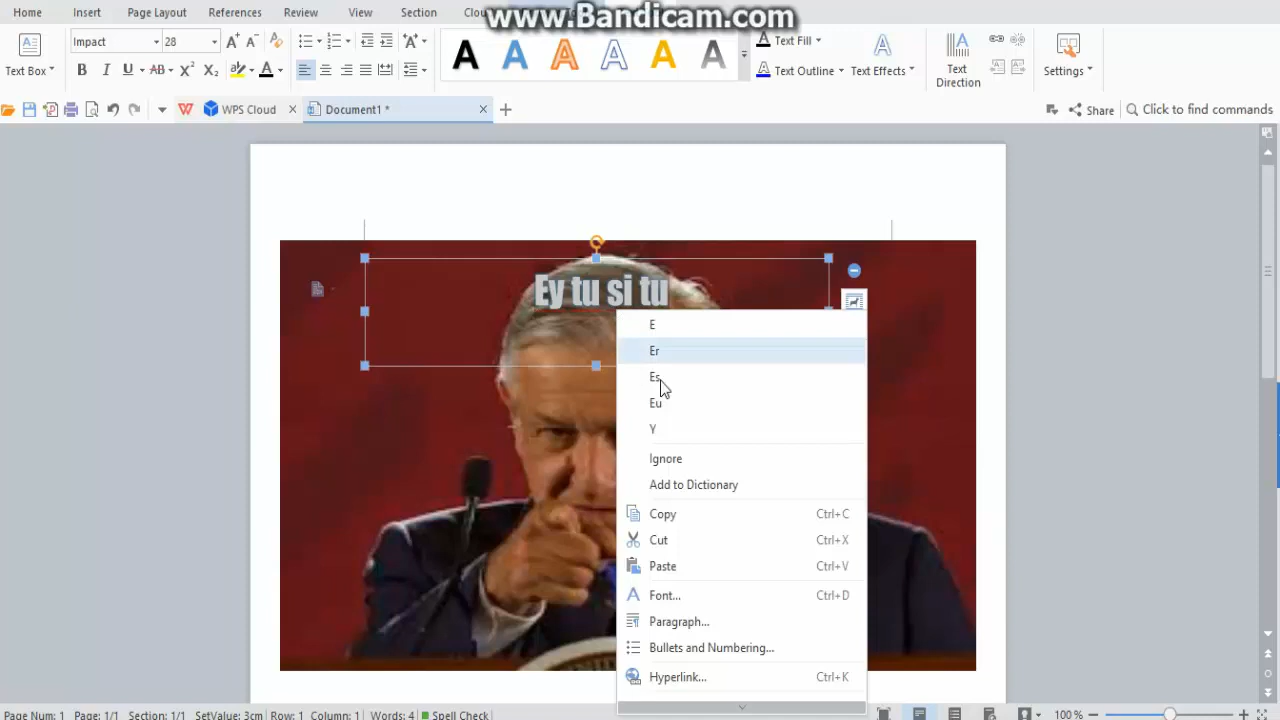 www.Bandicam.com
Home Insert Page Layout References Review View Section
Impact 28
Text Box
B I U AB X² X₂ A
A A A A A A
Text Fill
Text Outline
Text Effects
Text Direction
Settings
WPS Cloud Document1 *
Share Click to find commands
Ey tu si tu
E
Er
Es
Eu
Y
Ignore
Add to Dictionary
Copy Ctrl+C
Cut Ctrl+X
Paste Ctrl+V
Font... Ctrl+D
Paragraph...
Bullets and Numbering...
Hyperlink... Ctrl+K
Page Num: 1 Page: 1/1 Section: 1/1 SetValue: 3cm Row: 1 Column: 1 Words: 4 Spell Check 100 %